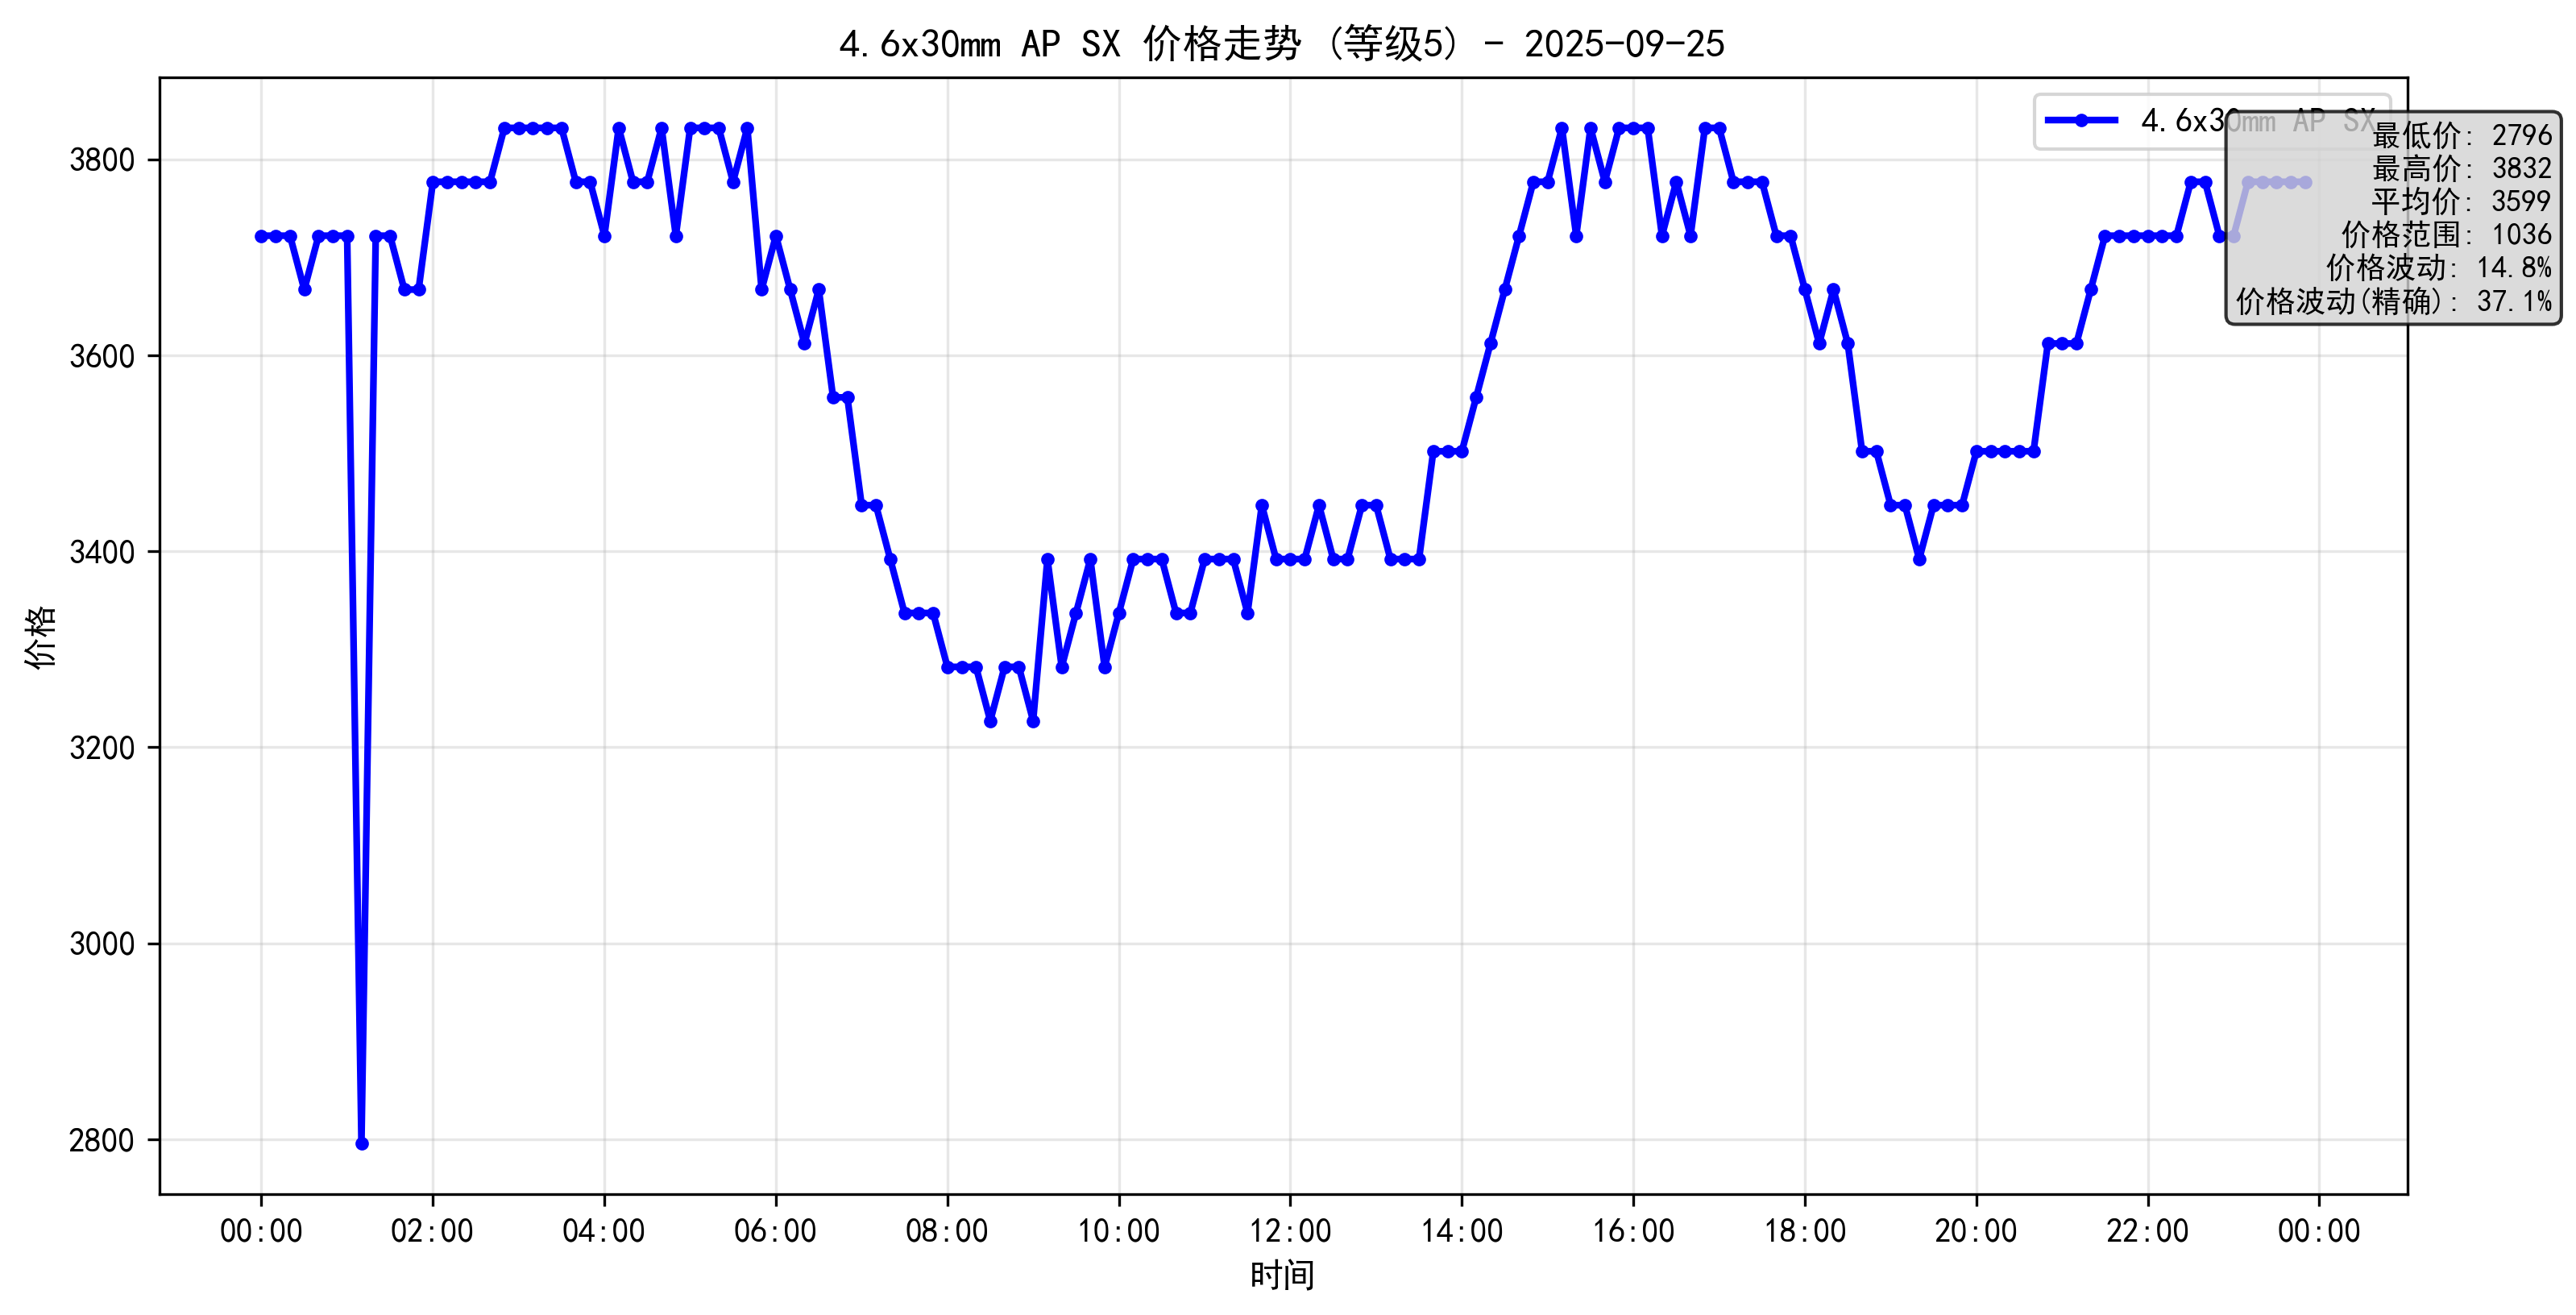 4.6x30mm AP SX 价格走势 (等级5) - 2025-09-25
4.6x30mm AP SX
最低价: 2796
最高价: 3832
平均价: 3599
价格范围: 1036
价格波动: 14.8%
价格波动(精确): 37.1%
3800
3600
3400
3200
3000
2800
价格
00:00 02:00 04:00 06:00 08:00 10:00 12:00 14:00 16:00 18:00 20:00 22:00 00:00
时间